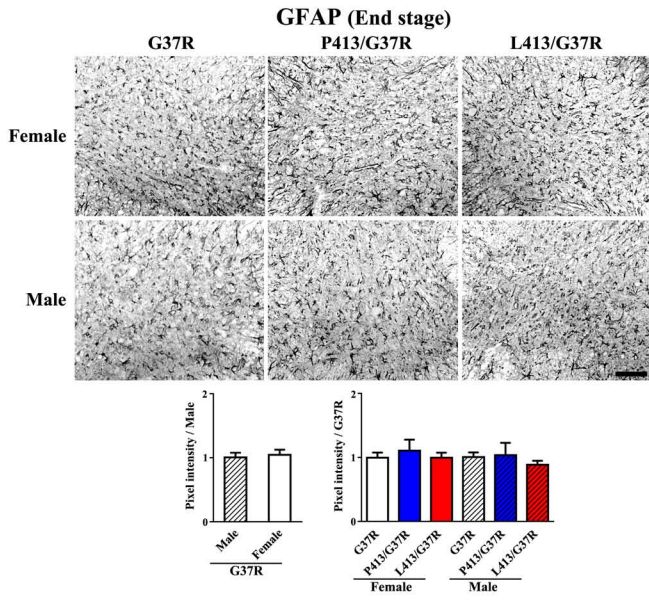 GFAP (End stage)
G37R P413/G37R L413/G37R
Female
Male
Pixel intensity / Male
2
1
0
Male Female
G37R
Pixel intensity / G37R
2
1
0
G37R P413/G37R L413/G37R G37R P413/G37R L413/G37R
Female Male